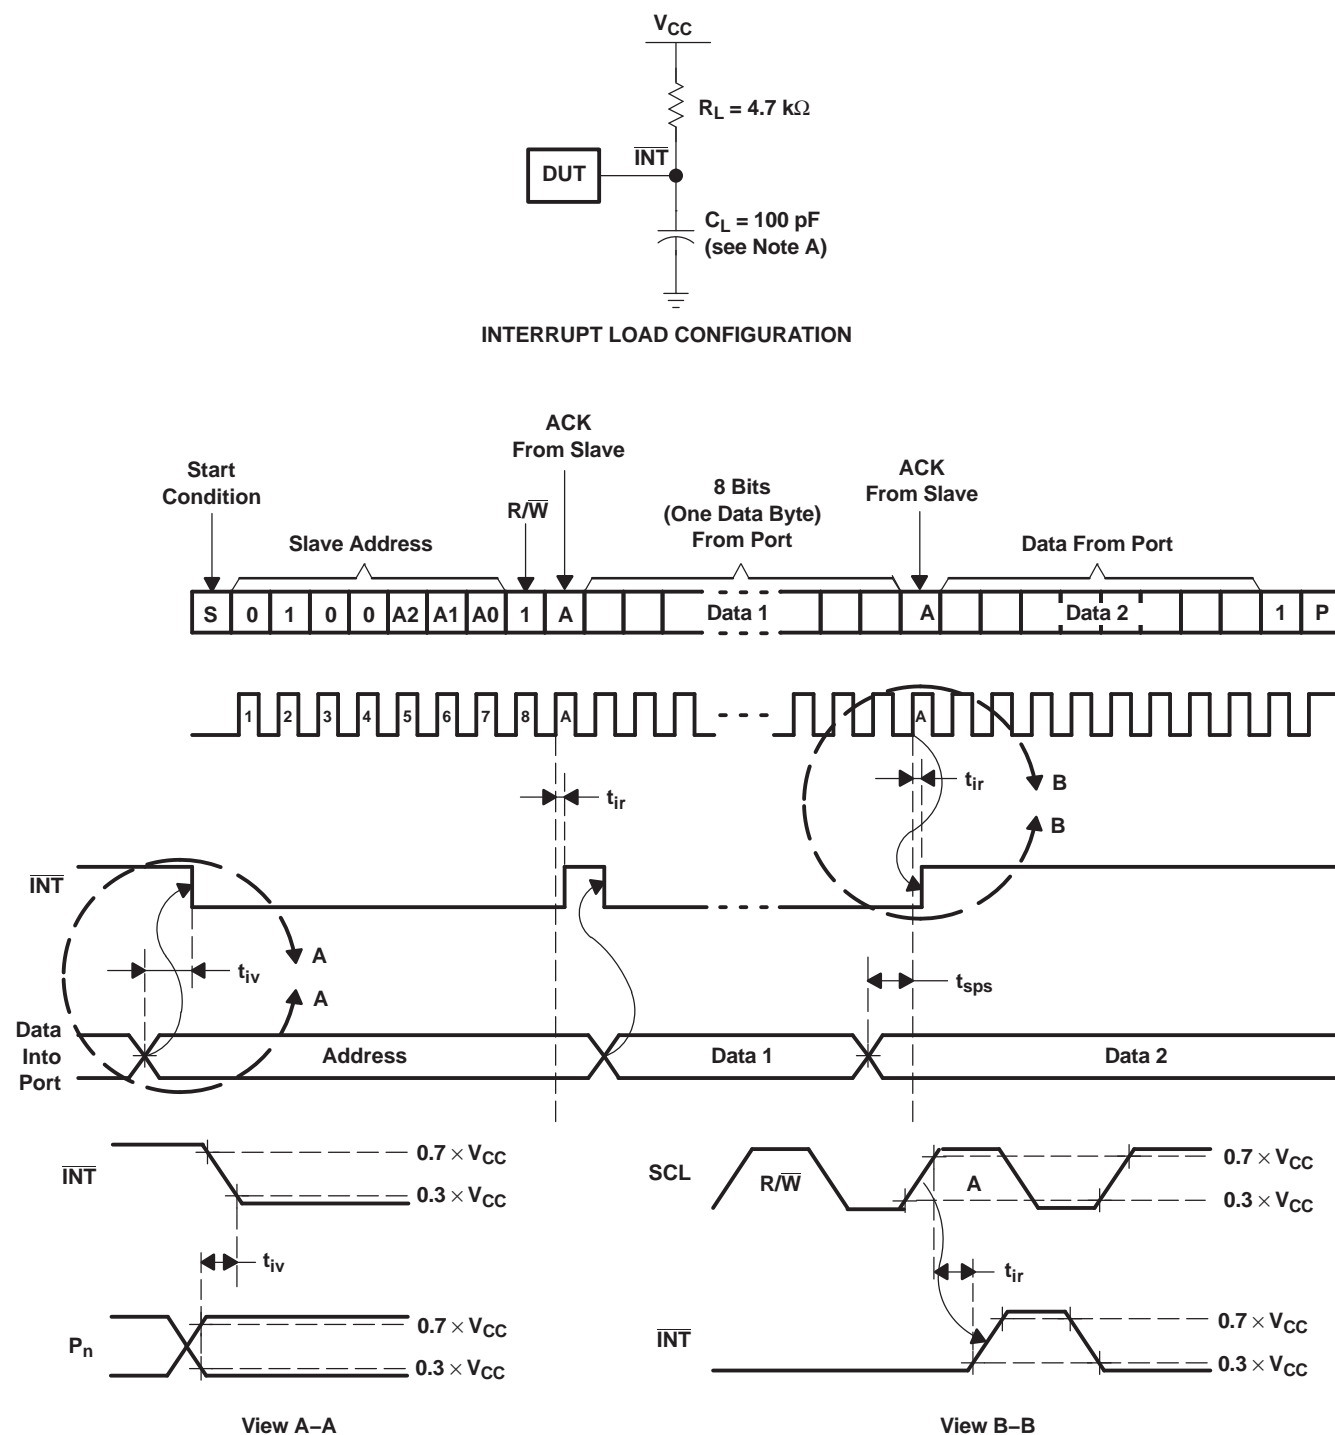 VCC
RL = 4.7 kΩ
INT
DUT
CL = 100 pF
(see Note A)
INTERRUPT LOAD CONFIGURATION
ACK
From Slave
Start
Condition
ACK
From Slave
8 Bits
(One Data Byte)
From Port
R/W
Slave Address
Data From Port
S 0 1 0 0 A2 A1 A0 1 A Data 1 A Data 2 1 P
1 2 3 4 5 6 7 8 A A
tir
tir
B
B
INT
A
tiv
A
tsps
Data
Into
Port
Address
Data 1
Data 2
INT
0.7 × VCC
0.3 × VCC
tiv
Pn
0.7 × VCC
0.3 × VCC
View A–A
SCL
R/W
A
0.7 × VCC
0.3 × VCC
tir
INT
0.7 × VCC
0.3 × VCC
View B–B